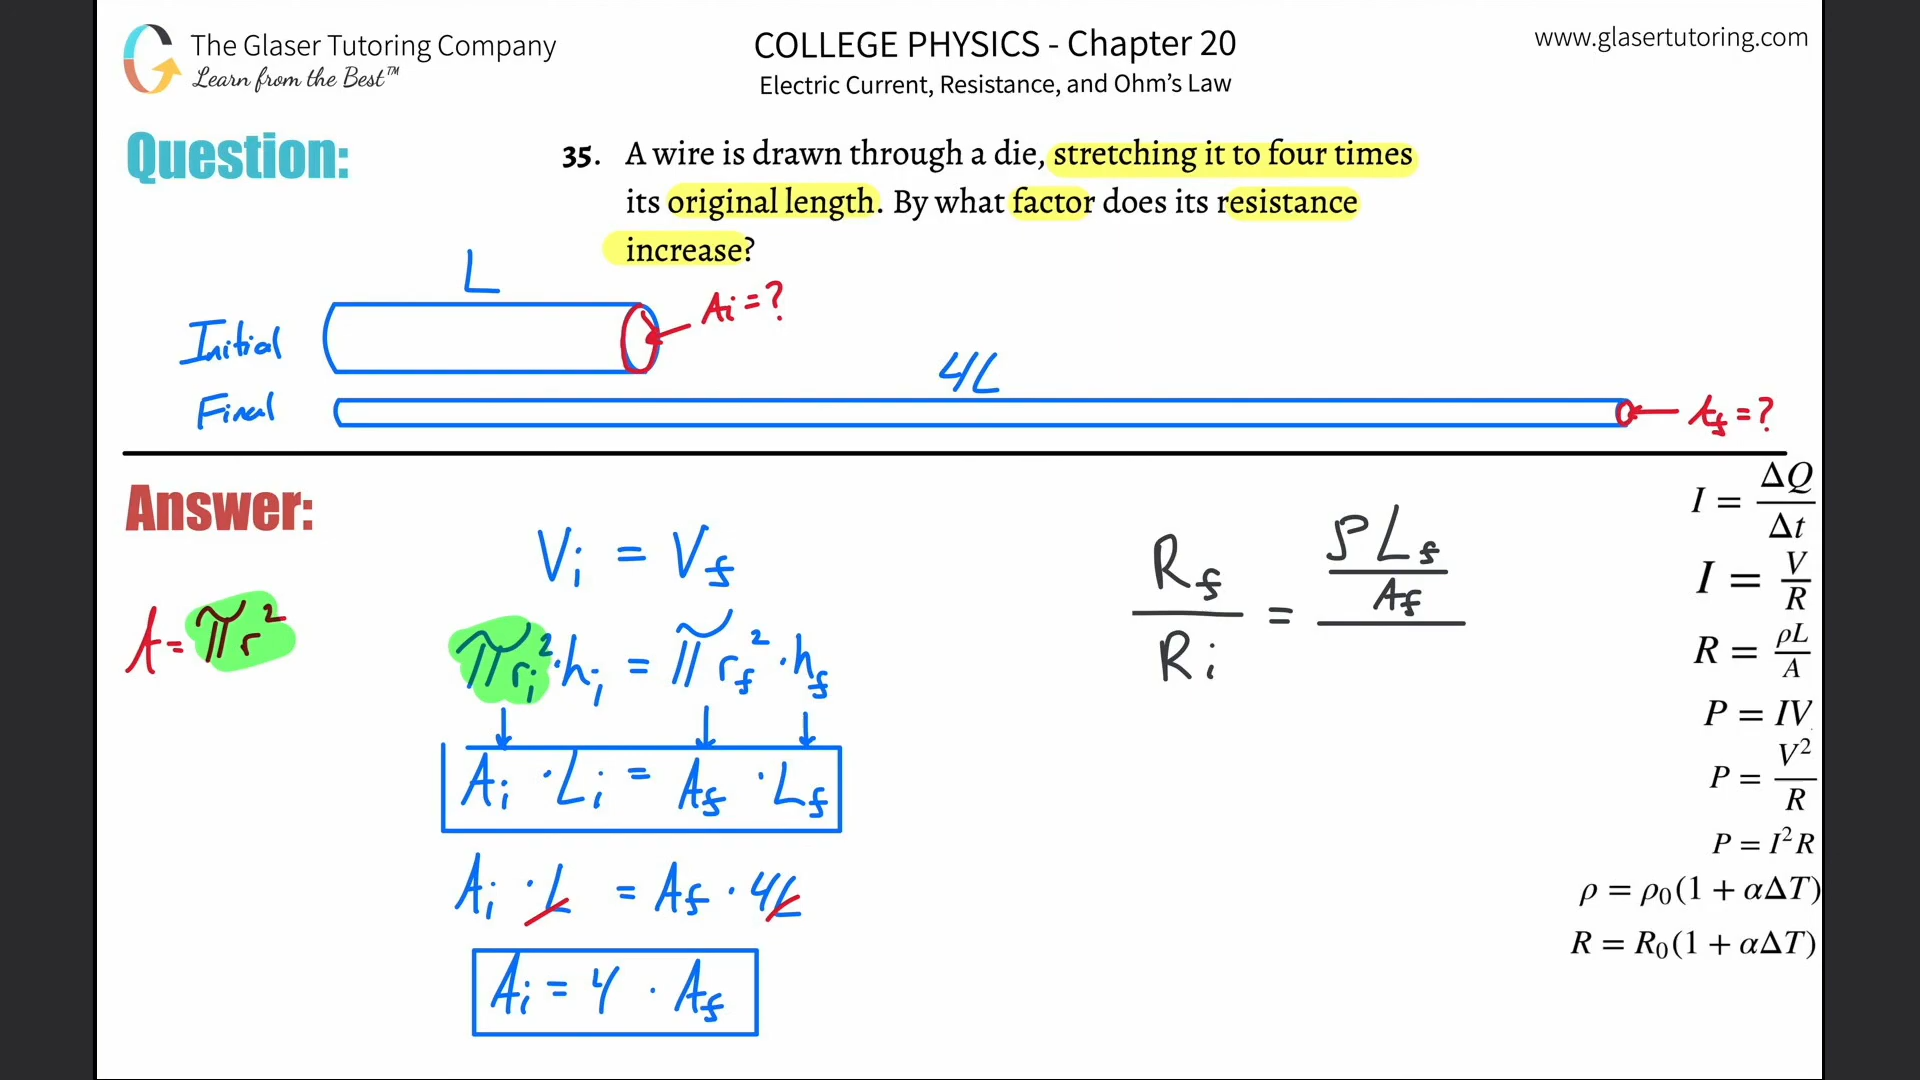 The Glaser Tutoring Company
Learn from the Best™
COLLEGE PHYSICS - Chapter 20
Electric Current, Resistance, and Ohm's Law
www.glasertutoring.com
Question:
35. A wire is drawn through a die, stretching it to four times
its original length. By what factor does its resistance
increase?
L
Initial
Ai = ?
4L
Final
Af = ?
Answer:
A = πr²
Vi = Vf
πri² · hi = πrf² · hf
Ai · Li = Af · Lf
Ai · L = Af · 4L
Ai = 4 · Af
Rf / Ri = ρLf / Af
I = ΔQ / Δt
I = V / R
R = ρL / A
P = IV
P = V² / R
P = I²R
ρ = ρ₀(1 + αΔT)
R = R₀(1 + αΔT)